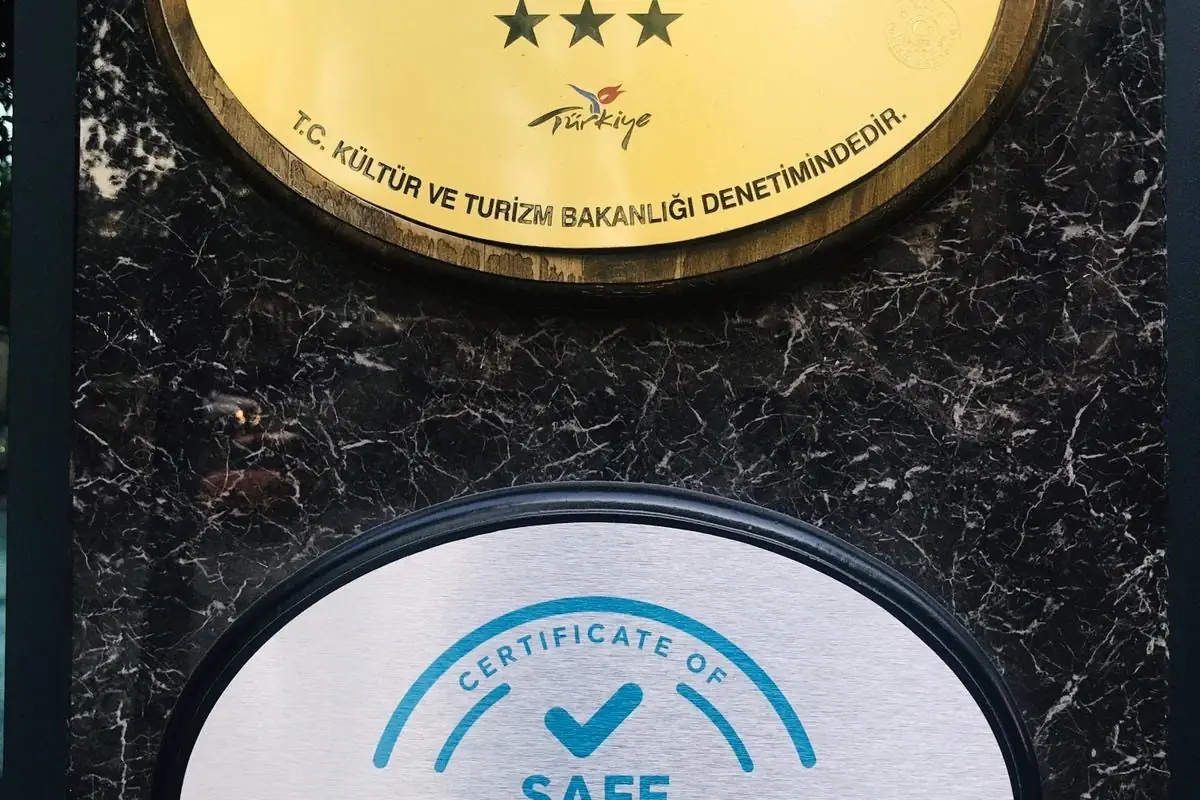 Türkiye
T.C. KÜLTÜR VE TURİZM BAKANLIĞI DENETİMİNDEDİR.
CERTIFICATE OF
SAFE